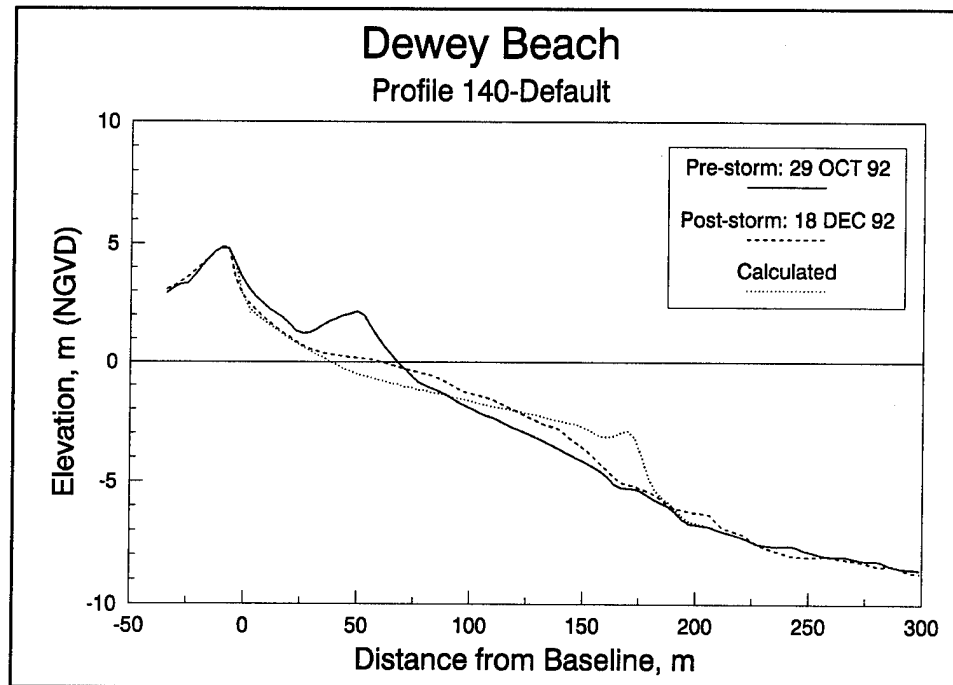 Dewey Beach
Profile 140-Default
10
5
0
-5
-10
Elevation, m (NGVD)
Pre-storm: 29 OCT 92
Post-storm: 18 DEC 92
Calculated
-50 0 50 100 150 200 250 300
Distance from Baseline, m